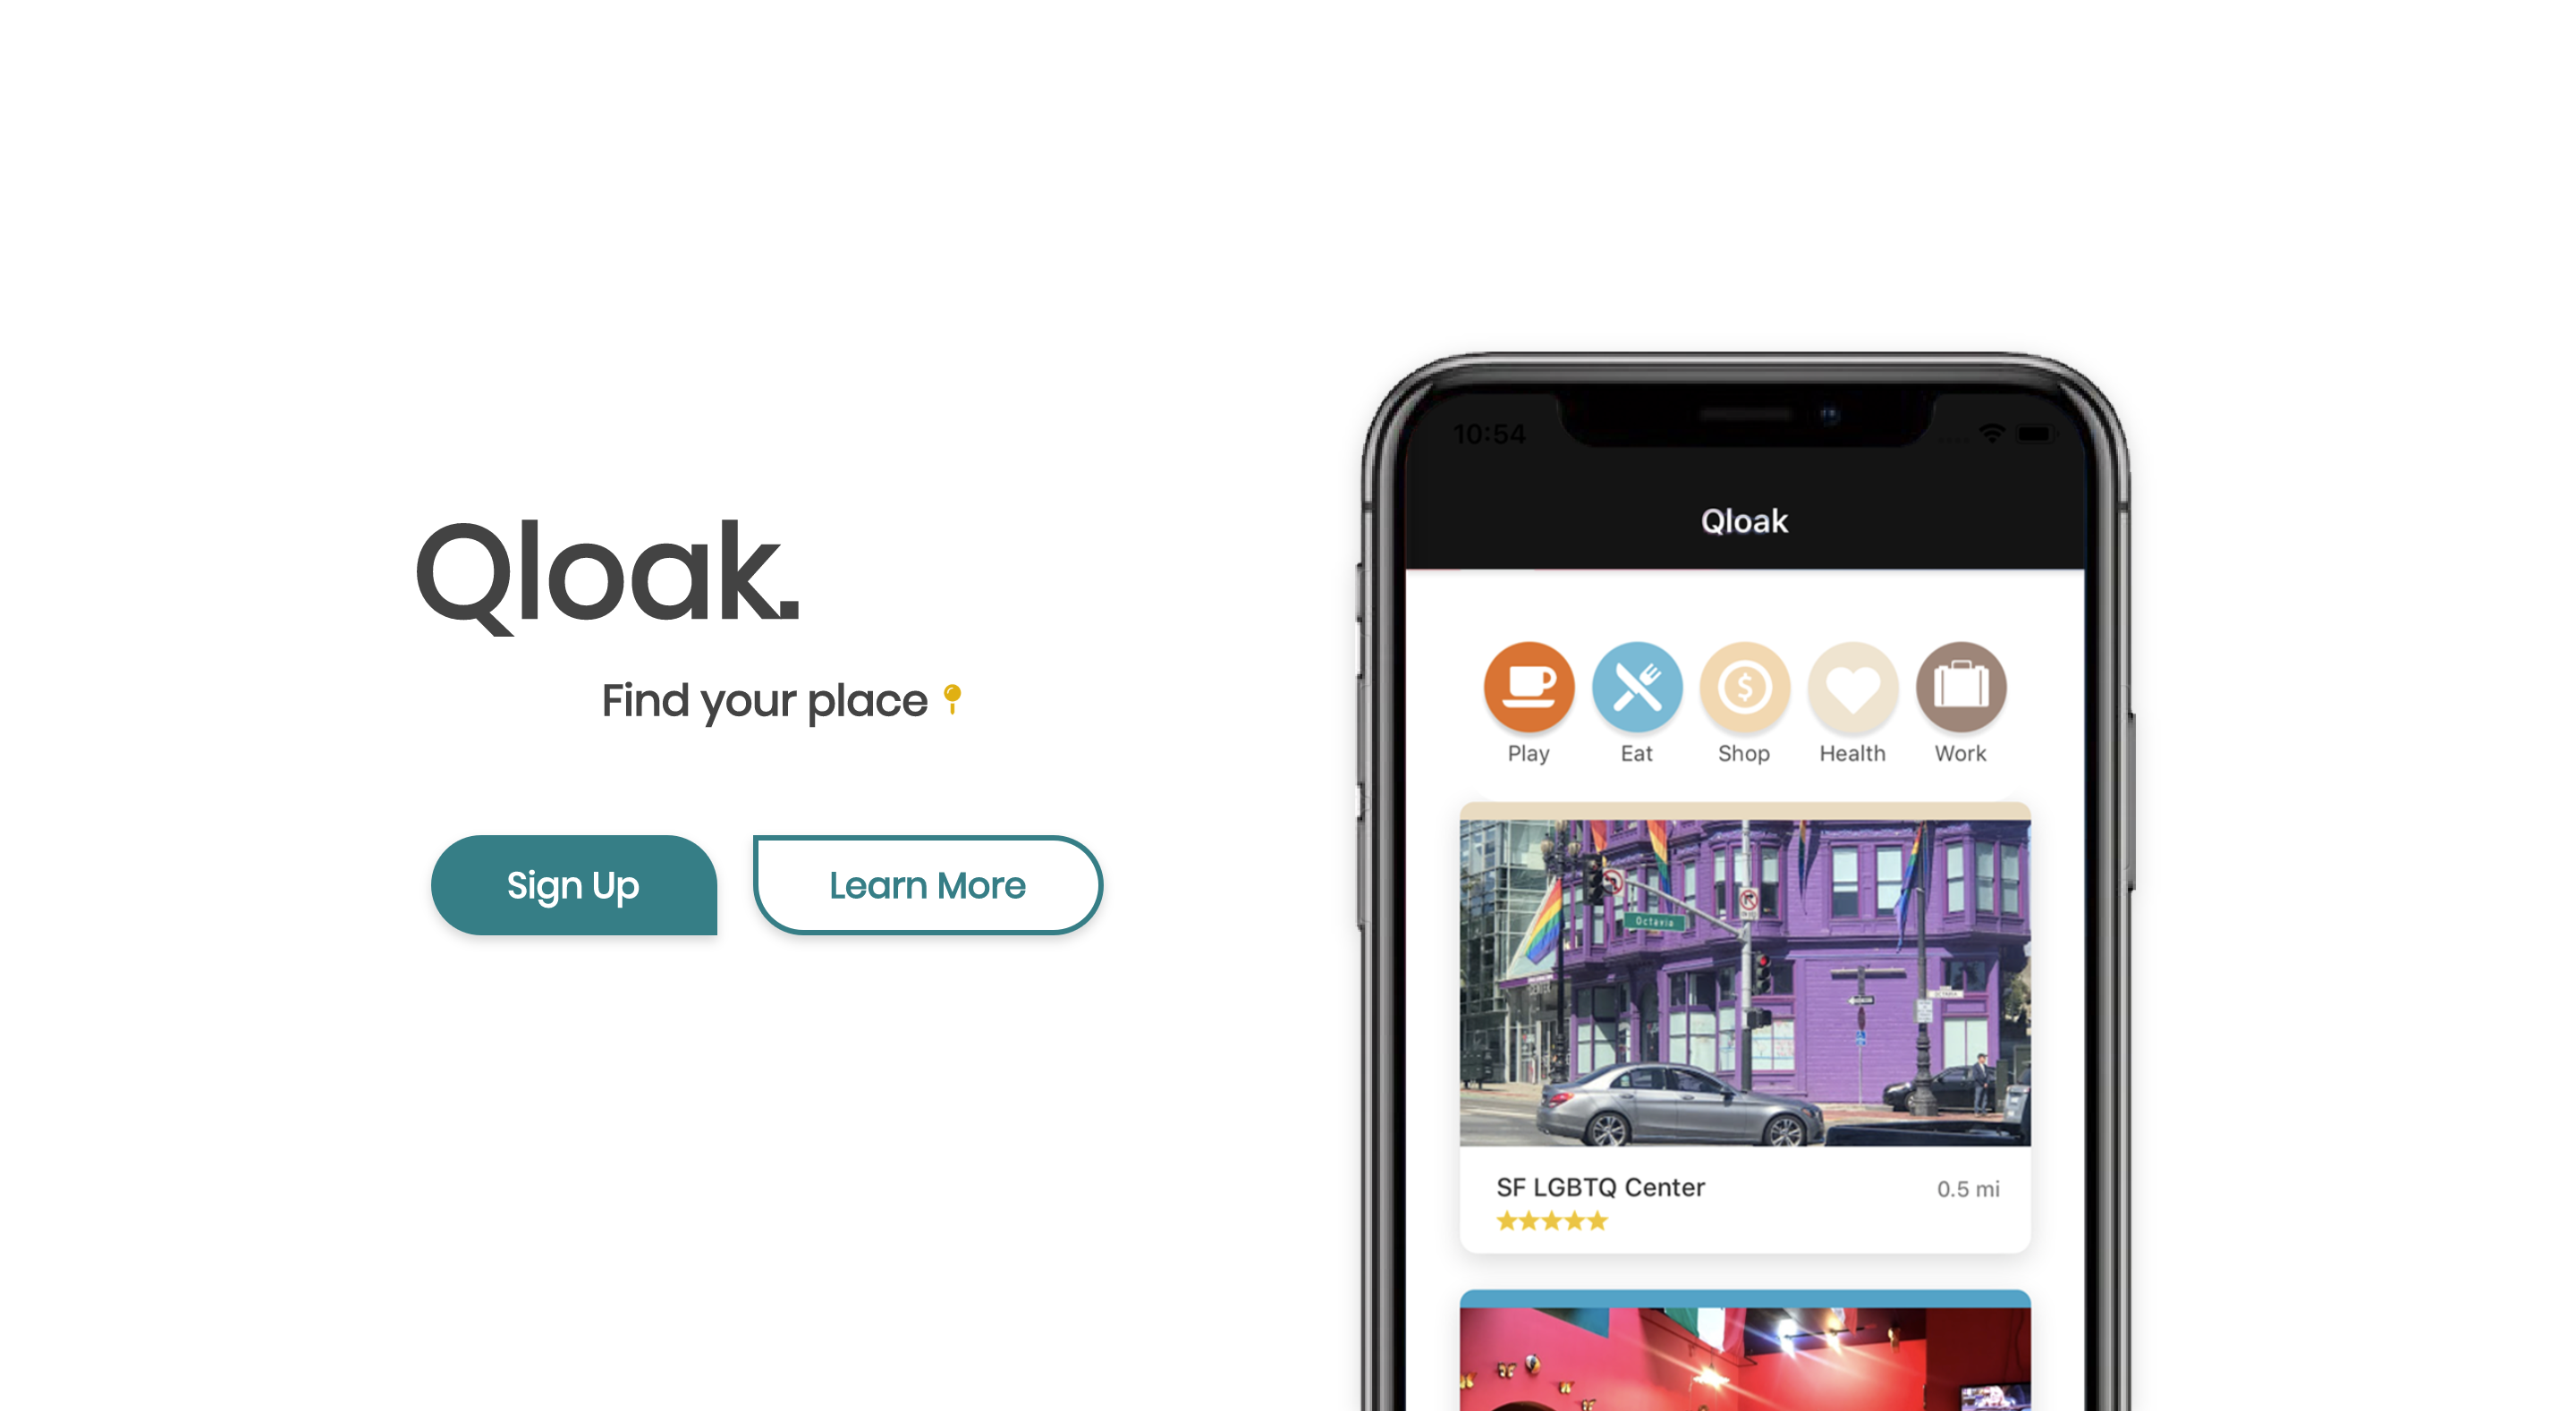 Qloak.
Find your place
Sign Up
Learn More
10:54
Qloak
Play
Eat
Shop
Health
Work
Octavia
SF LGBTQ Center
0.5 mi